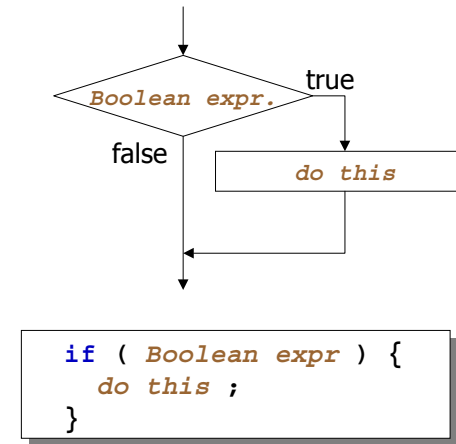 Boolean expr.
true
false
do this
if ( Boolean expr ) {
do this ;
}